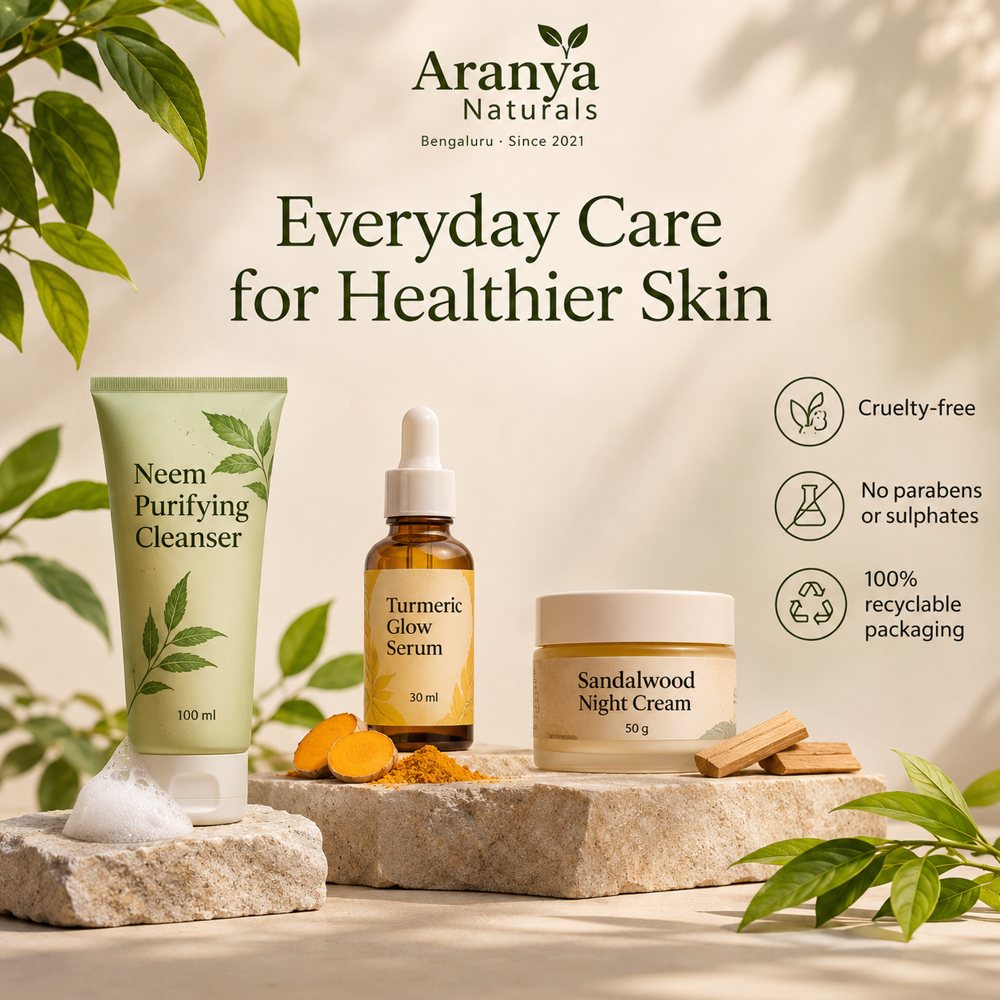 Aranya
Naturals
Bengaluru · Since 2021
Everyday Care
for Healthier Skin
Cruelty-free
No parabens
or sulphates
100%
recyclable
packaging
Neem
Purifying
Cleanser
100 ml
Turmeric
Glow
Serum
30 ml
Sandalwood
Night Cream
50 g